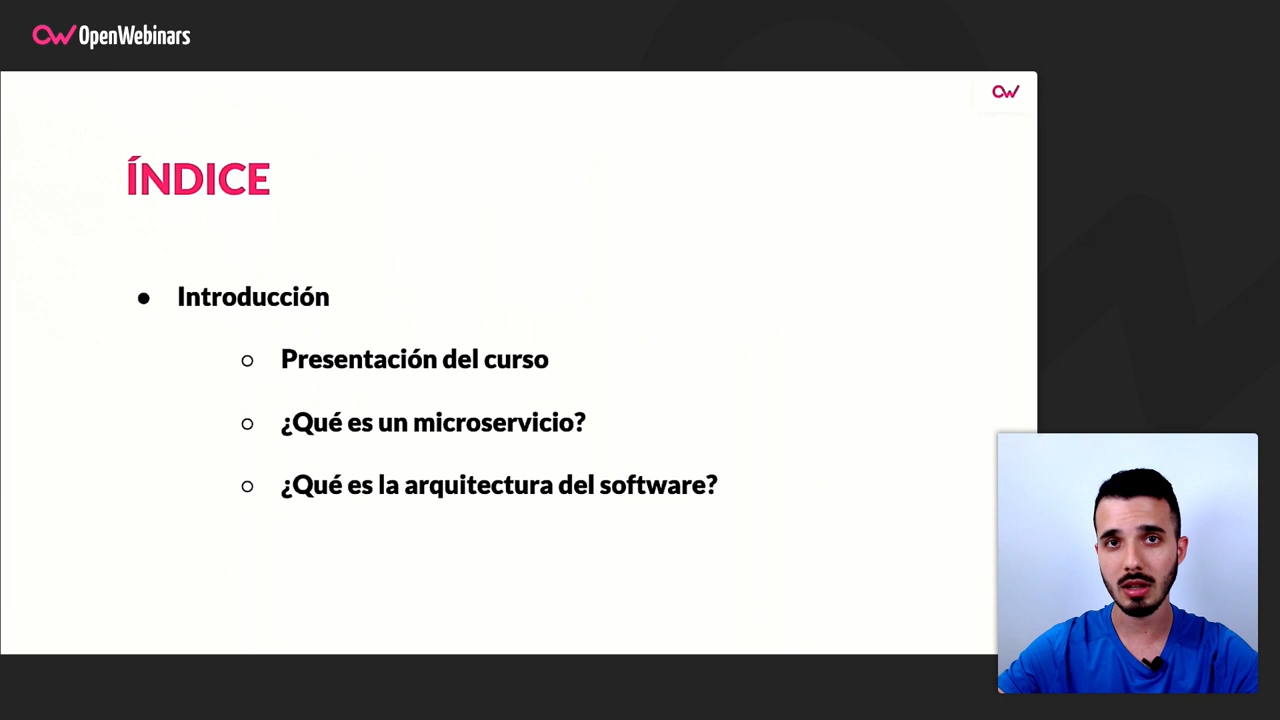 OpenWebinars
ÍNDICE
● Introducción
○ Presentación del curso
○ ¿Qué es un microservicio?
○ ¿Qué es la arquitectura del software?